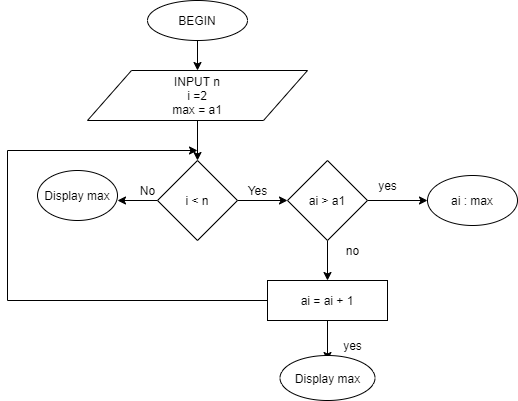 BEGIN
INPUT n
i =2
max = a1
Display max
No
i < n
Yes
ai > a1
yes
ai : max
no
ai = ai + 1
yes
Display max